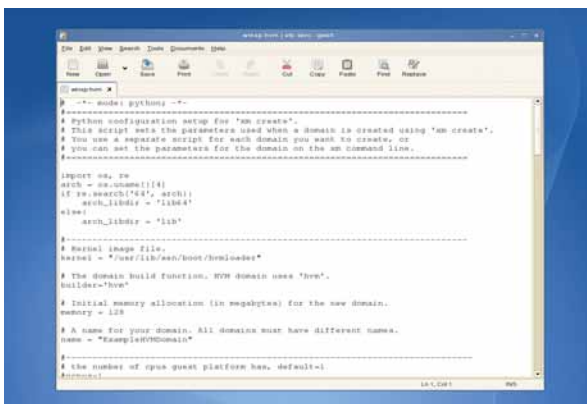 winxp.hvm
File Edit View Search Tools Documents Help
New Open Save Print Cut Copy Paste Find Replace
winxp.hvm x
# -*- mode: python; -*-
#============================================================================
# Python configuration setup for 'xm create'.
# This script sets the parameters used when a domain is created using 'xm create'.
# You use a separate script for each domain you want to create, or
# you can set the parameters for the domain on the xm command line.
#============================================================================
import os, re
arch = os.uname()[4]
if re.search('64', arch):
arch_libdir = 'lib64'
else:
arch_libdir = 'lib'
#----------------------------------------------------------------------------
# Kernel image file.
kernel = "/usr/lib/xen/boot/hvmloader"
# The domain build function. HVM domain uses 'hvm'.
builder='hvm'
# Initial memory allocation (in megabytes) for the new domain.
memory = 128
# A name for your domain. All domains must have different names.
name = "ExampleHVMDomain"
#----------------------------------------------------------------------------
# the number of cpus guest platform has, default=1
#vcpus=1
Ln 1, Col 1 INS